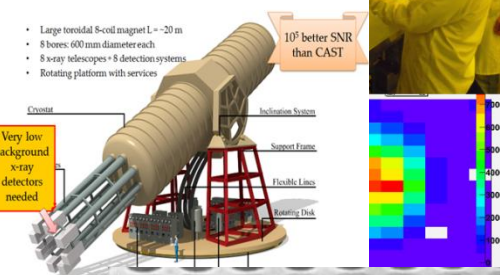 • Large toroidal 8-coil magnet L = ~20 m
• 8 bores: 600 mm diameter each
• 8 x-ray telescopes + 8 detection systems
• Rotating platform with services
10⁵ better SNR
than CAST
Cryostat
Inclination System
Very low
ackground
x-ray
detectors
needed
es
Support Frame
Flexible Lines
Rotating Disk